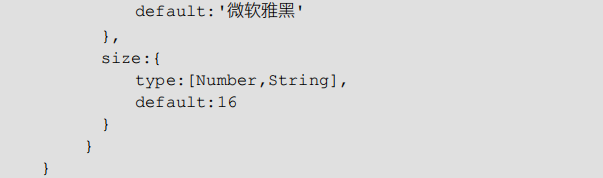 default:'微软雅黑'
},
size:{
type:[Number,String],
default:16
}
}
}